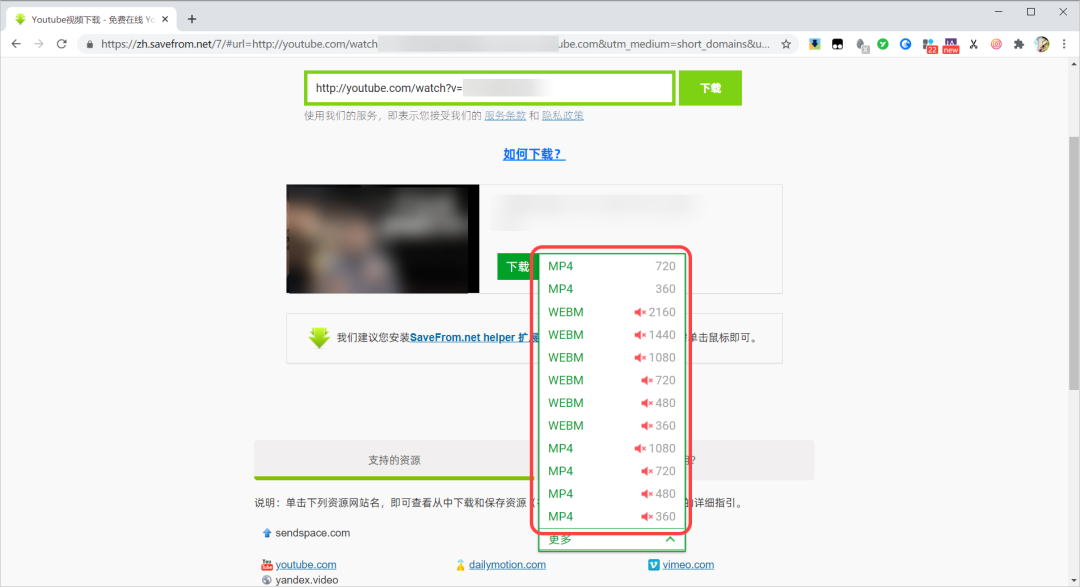 Youtube视频下载 - 免费在线 Yo
https://zh.savefrom.net/7/#url=http://youtube.com/watch ube.com&utm_medium=short_domains&u...
22
new
http://youtube.com/watch?v=
下载
使用我们的服务，即表示您接受我们的 服务条款 和 隐私政策
如何下载？
下载
MP4 720
MP4 360
WEBM 2160
WEBM 1440
WEBM 1080
WEBM 720
WEBM 480
WEBM 360
MP4 1080
MP4 720
MP4 480
MP4 360
更多
我们建议您安装SaveFrom.net helper 扩展 单击鼠标即可。
支持的资源
说明：单击下列资源网站名，即可查看从中下载和保存资源 的详细指引。
sendspace.com
youtube.com
dailymotion.com
vimeo.com
yandex.video